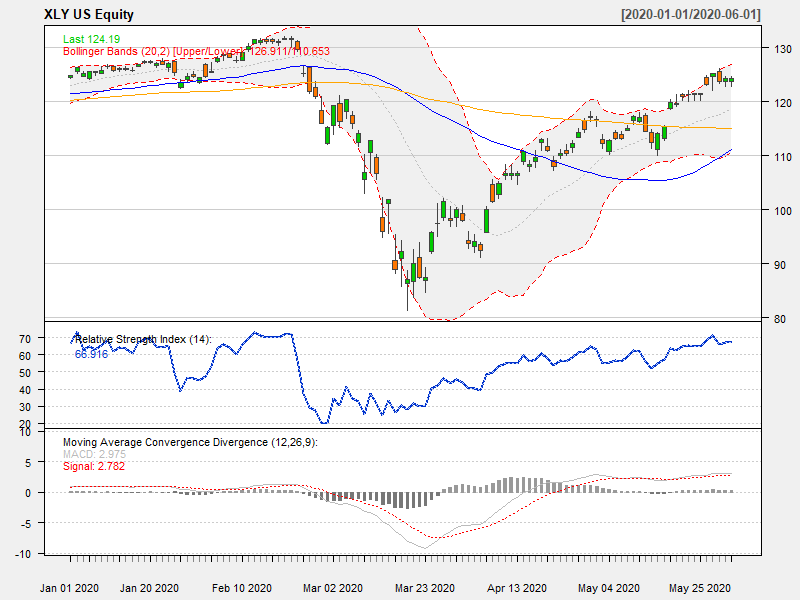 XLY US Equity [2020-01-01/2020-06-01]
Last 124.19
Bollinger Bands (20,2) [Upper/Lower]: 126.911/110.653
130
120
110
100
90
80
Relative Strength Index (14):
66.916
70
60
50
40
30
20
Moving Average Convergence Divergence (12,26,9):
MACD: 2.975
Signal: 2.782
10
5
0
-5
-10
Jan 01 2020 Jan 20 2020 Feb 10 2020 Mar 02 2020 Mar 23 2020 Apr 13 2020 May 04 2020 May 25 2020